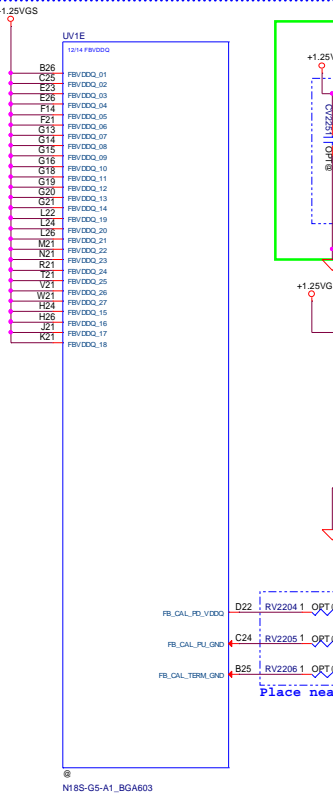 +1.25VGS
UV1E
12/14 FBVDDQ
B26 FBVDDQ_01
C25 FBVDDQ_02
E23 FBVDDQ_03
E26 FBVDDQ_04
F14 FBVDDQ_05
F21 FBVDDQ_06
G13 FBVDDQ_07
G14 FBVDDQ_08
G15 FBVDDQ_09
G16 FBVDDQ_10
G18 FBVDDQ_11
G19 FBVDDQ_12
G20 FBVDDQ_13
G21 FBVDDQ_14
L22 FBVDDQ_19
L24 FBVDDQ_20
L26 FBVDDQ_21
M21 FBVDDQ_22
N21 FBVDDQ_23
R21 FBVDDQ_24
T21 FBVDDQ_25
V21 FBVDDQ_26
W21 FBVDDQ_27
H24 FBVDDQ_15
H26 FBVDDQ_16
J21 FBVDDQ_17
K21 FBVDDQ_18
+1.25V
CV2251
OPT@
+1.25VG
FB_CAL_PD_VDDQ D22 RV2204 1 OPT@
FB_CAL_PU_GND C24 RV2205 1 OPT@
FB_CAL_TERM_GND B25 RV2206 1 OPT@
Place nea
@
N18S-G5-A1_BGA603